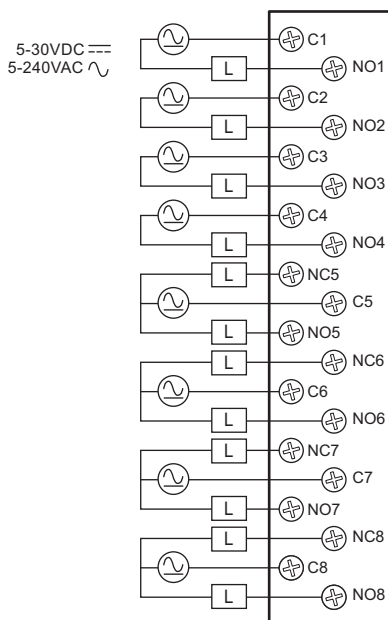 5-30VDC
5-240VAC
C1
L
NO1
C2
L
NO2
C3
L
NO3
C4
L
NO4
L
NC5
C5
L
NO5
L
NC6
C6
L
NO6
L
NC7
C7
L
NO7
L
NC8
C8
L
NO8